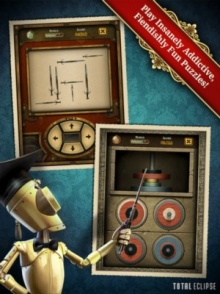 Play Insanely Addictive,
Fiendishly Fun Puzzles!
TOTAL ECLIPSE